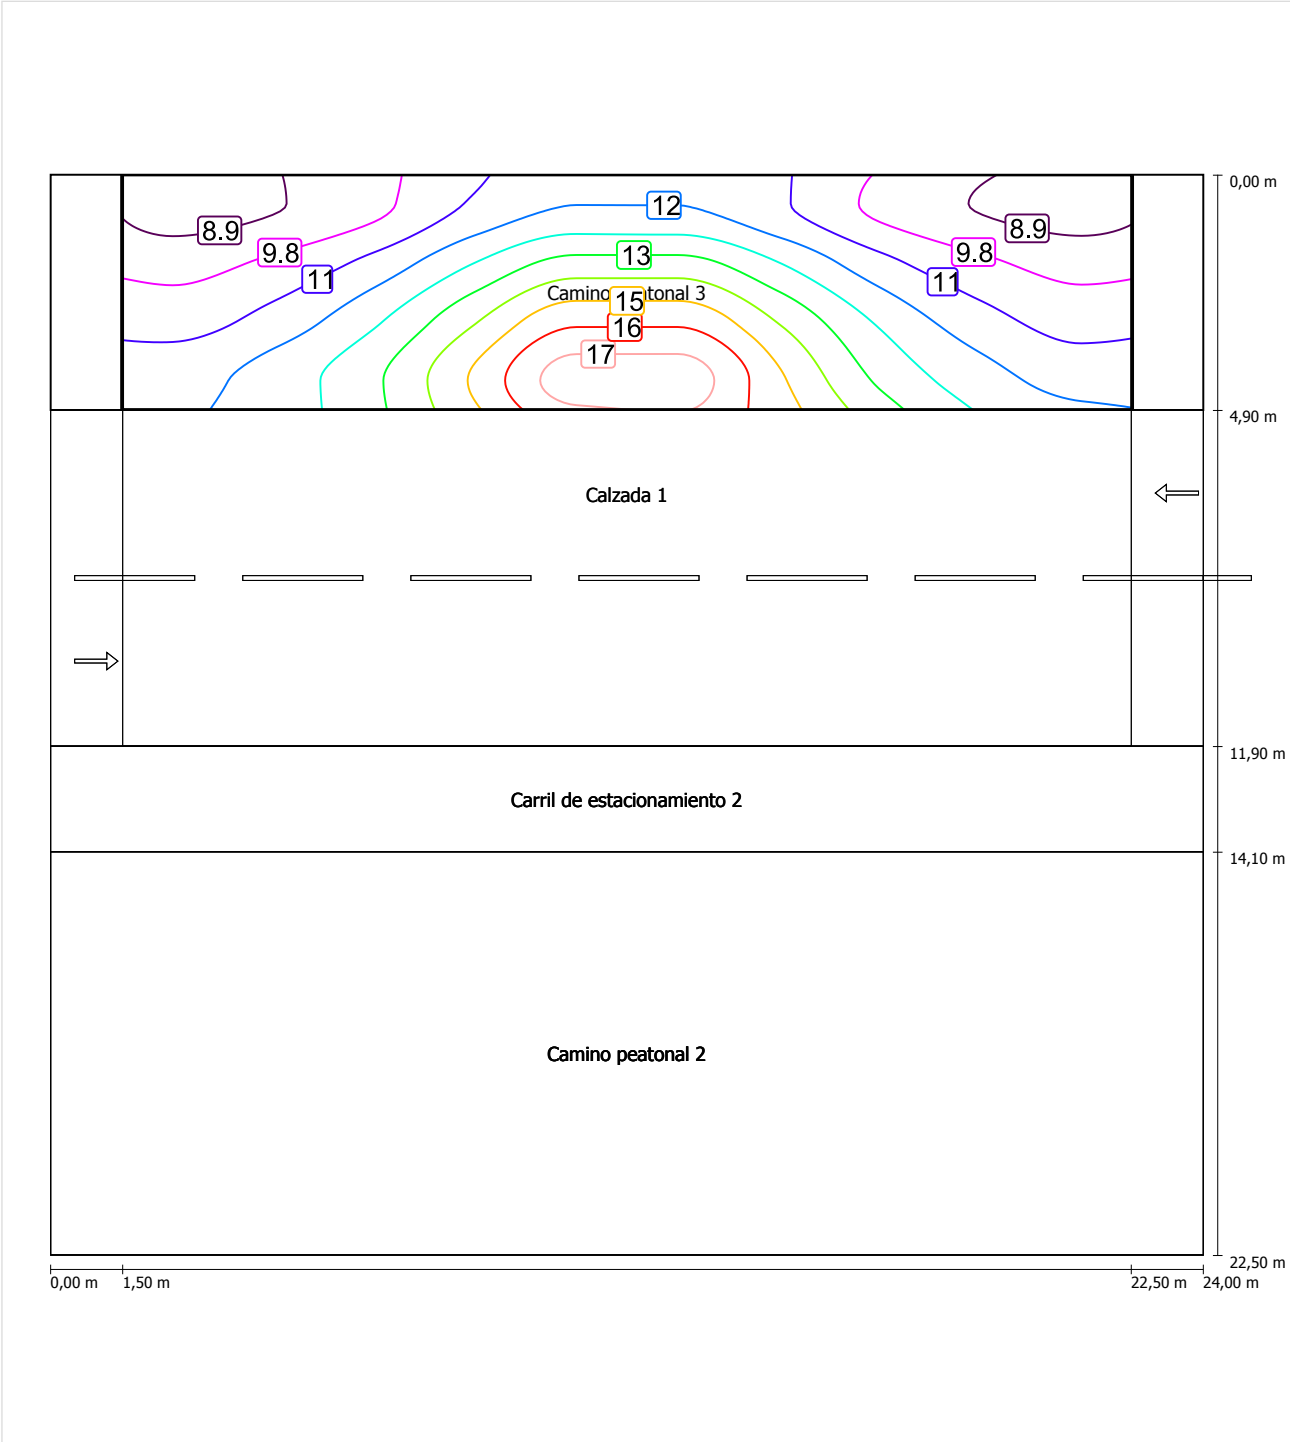 0,00 m
12
8.9
8.9
9.8
13
9.8
11
11
Camino peatonal 3
15
16
17
4,90 m
Calzada 1
11,90 m
Carril de estacionamiento 2
14,10 m
Camino peatonal 2
22,50 m
0,00 m
1,50 m
22,50 m
24,00 m